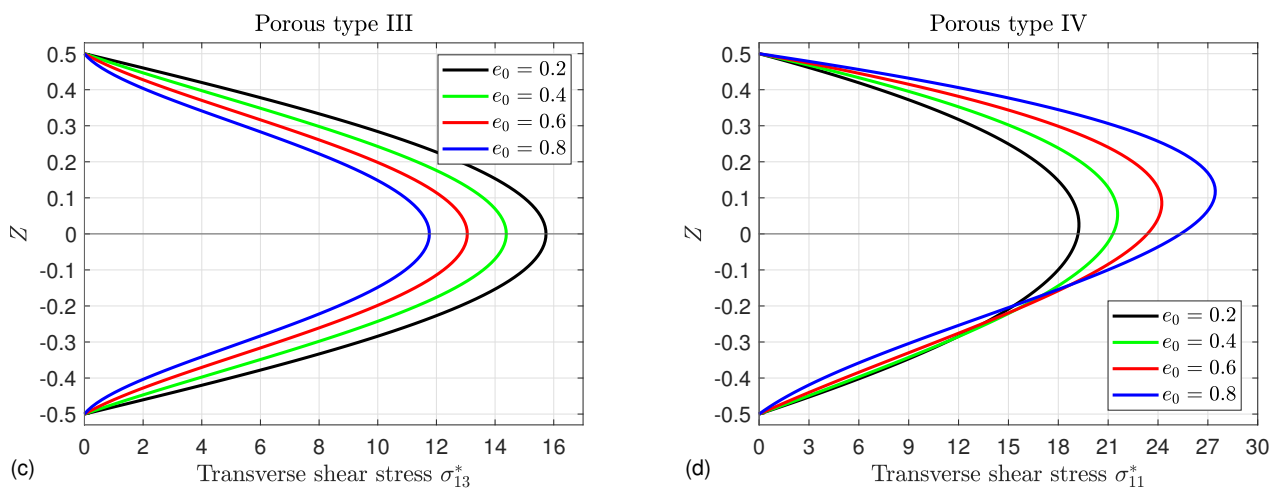 Porous type III
0.5
0.4
0.3
0.2
0.1
0
-0.1
-0.2
-0.3
-0.4
-0.5
Z
e₀ = 0.2
e₀ = 0.4
e₀ = 0.6
e₀ = 0.8
0 2 4 6 8 10 12 14 16
(c)
Transverse shear stress σ*₁₃
Porous type IV
0.5
0.4
0.3
0.2
0.1
0
-0.1
-0.2
-0.3
-0.4
-0.5
Z
e₀ = 0.2
e₀ = 0.4
e₀ = 0.6
e₀ = 0.8
0 3 6 9 12 15 18 21 24 27 30
(d)
Transverse shear stress σ*₁₁